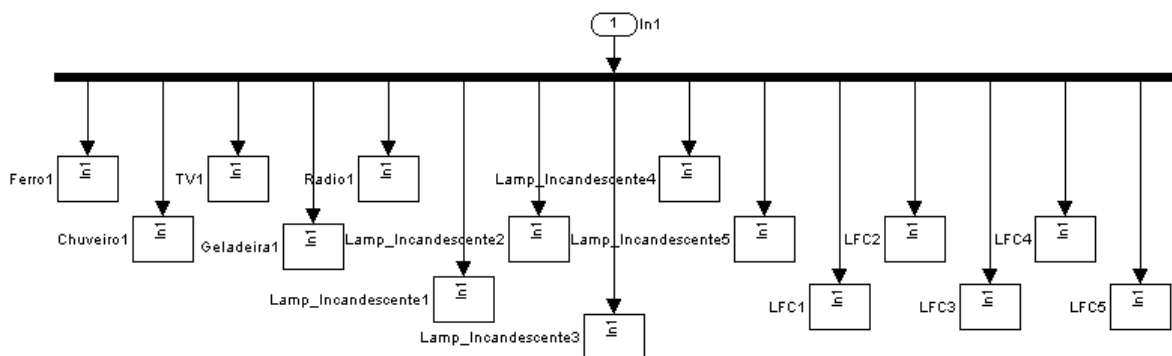 1 In1
Ferro1 In1
TV1 In1
Radio1 In1
Lamp_Incandescente4 In1
Chuveiro1 In1
Geladeira1 In1
Lamp_Incandescente2 In1
Lamp_Incandescente5 In1
LFC2 In1
LFC4 In1
Lamp_Incandescente1 In1
LFC1 In1
LFC3 In1
LFC5 In1
Lamp_Incandescente3 In1